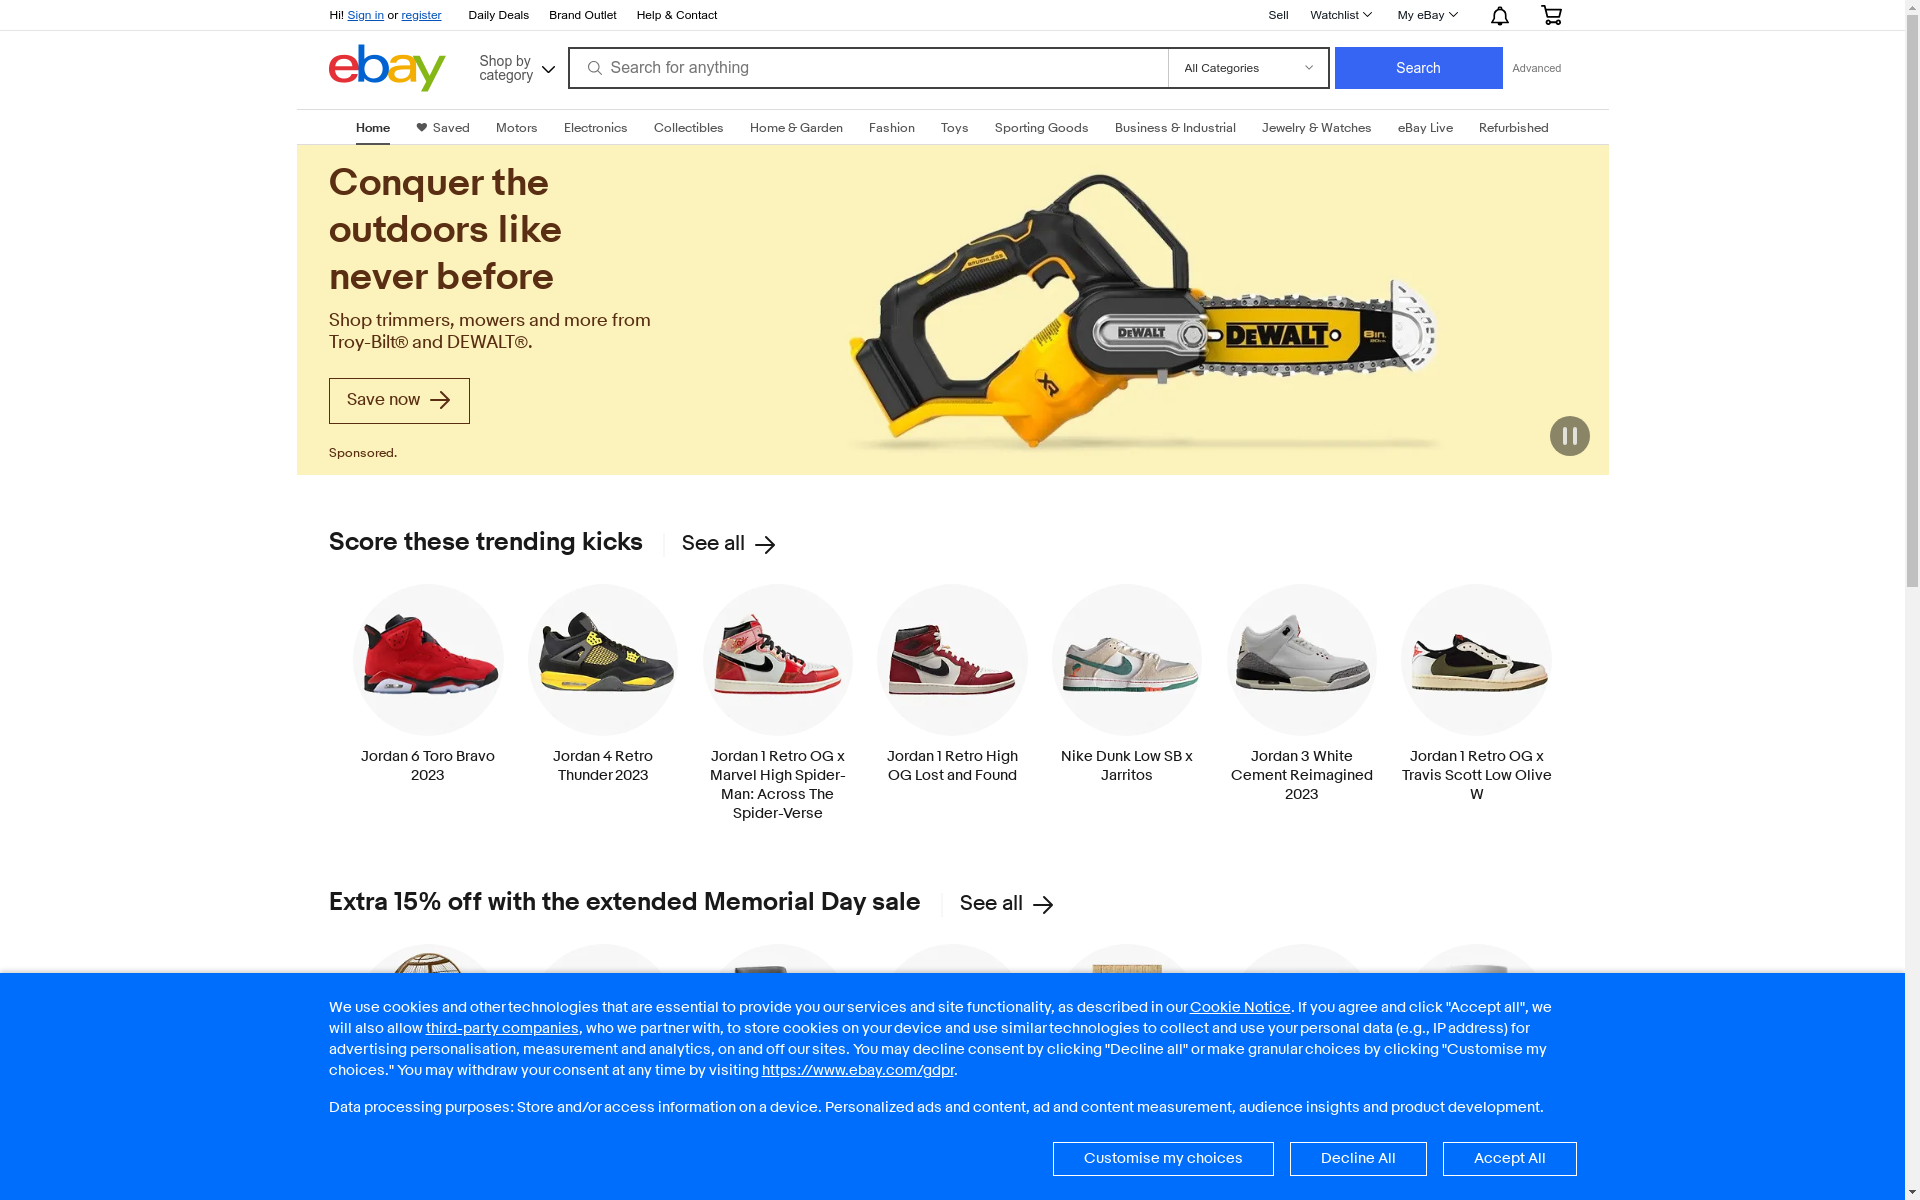 Hi! Sign in or register
Daily Deals
Brand Outlet
Help & Contact
Sell
Watchlist
My eBay
ebay
Shop by
category
Search for anything
All Categories
Search
Advanced
Home
Saved
Motors
Electronics
Collectibles
Home & Garden
Fashion
Toys
Sporting Goods
Business & Industrial
Jewelry & Watches
eBay Live
Refurbished
Conquer the
outdoors like
never before
Shop trimmers, mowers and more from
Troy-Bilt® and DEWALT®.
Save now
Sponsored.
BRUSHLESS
DEWALT
DEWALT
8 in.
XR
Score these trending kicks
See all
Jordan 6 Toro Bravo
2023
Jordan 4 Retro
Thunder 2023
Jordan 1 Retro OG x
Marvel High Spider-
Man: Across The
Spider-Verse
Jordan 1 Retro High
OG Lost and Found
Nike Dunk Low SB x
Jarritos
Jordan 3 White
Cement Reimagined
2023
Jordan 1 Retro OG x
Travis Scott Low Olive
W
Extra 15% off with the extended Memorial Day sale
See all
We use cookies and other technologies that are essential to provide you our services and site functionality, as described in our Cookie Notice. If you agree and click "Accept all", we
will also allow third-party companies, who we partner with, to store cookies on your device and use similar technologies to collect and use your personal data (e.g., IP address) for
advertising personalisation, measurement and analytics, on and off our sites. You may decline consent by clicking "Decline all" or make granular choices by clicking "Customise my
choices." You may withdraw your consent at any time by visiting https://www.ebay.com/gdpr.
Data processing purposes: Store and/or access information on a device. Personalized ads and content, ad and content measurement, audience insights and product development.
Customise my choices
Decline All
Accept All